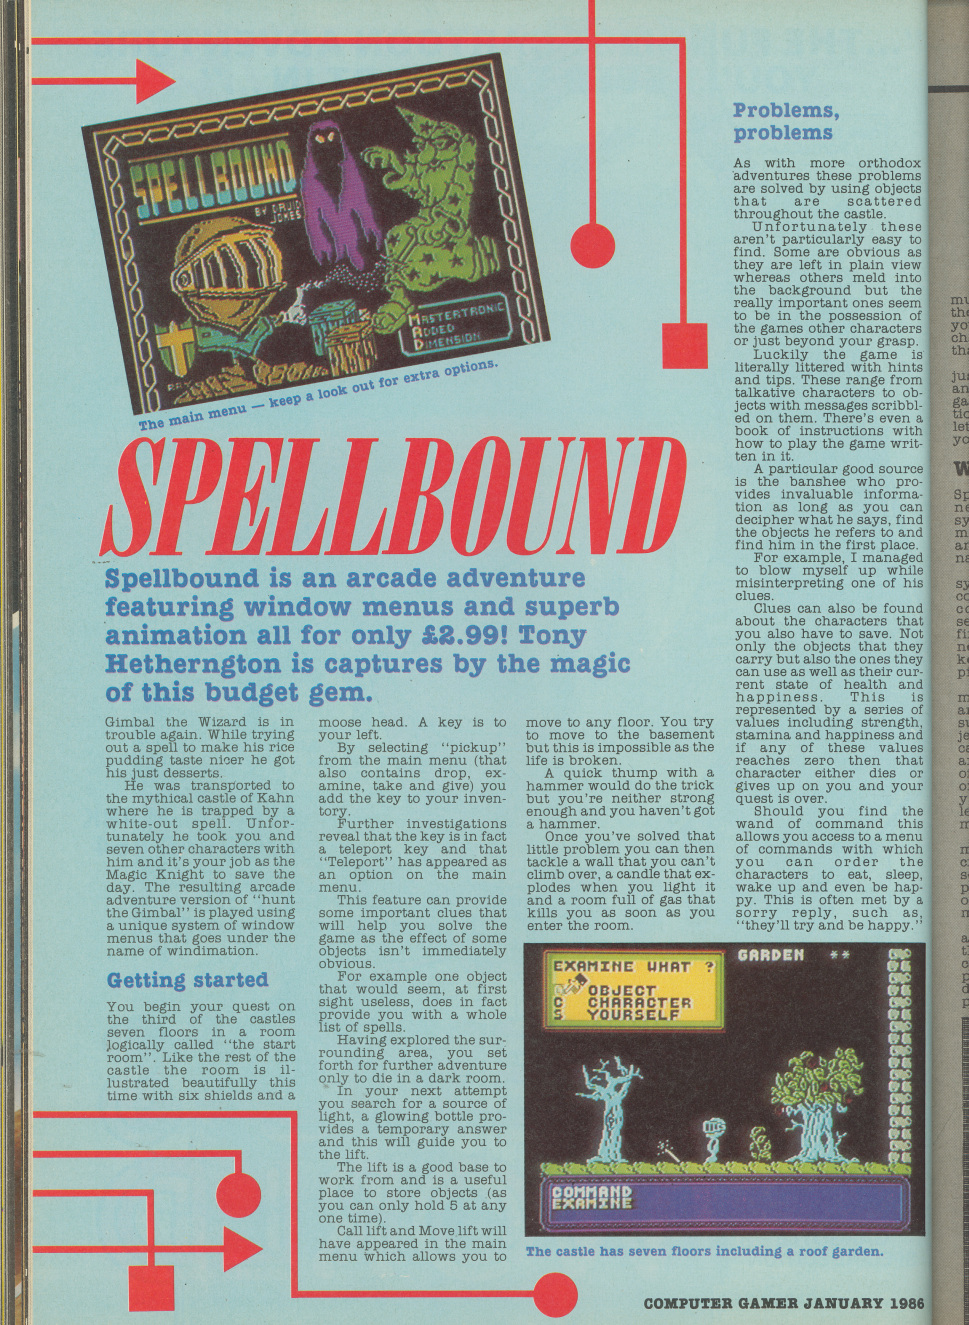 SPELLBOUND
BY DAVID
JONES
MASTERTRONIC
ADDED
DIMENSION
The main menu — keep a look out for extra options.
SPELLBOUND
Spellbound is an arcade adventure
featuring window menus and superb
animation all for only £2.99! Tony
Hetherngton is captures by the magic
of this budget gem.
Gimbal the Wizard is in
trouble again. While trying
out a spell to make his rice
pudding taste nicer he got
his just desserts.
He was transported to
the mythical castle of Kahn
where he is trapped by a
white-out spell. Unfor-
tunately he took you and
seven other characters with
him and it's your job as the
Magic Knight to save the
day. The resulting arcade
adventure version of "hunt
the Gimbal" is played using
a unique system of window
menus that goes under the
name of windimation.
Getting started
You begin your quest on
the third of the castles
seven floors in a room
logically called "the start
room". Like the rest of the
castle the room is il-
lustrated beautifully this
time with six shields and a
moose head. A key is to
your left.
By selecting "pickup"
from the main menu (that
also contains drop, ex-
amine, take and give) you
add the key to your inven-
tory.
Further investigations
reveal that the key is in fact
a teleport key and that
"Teleport" has appeared as
an option on the main
menu.
This feature can provide
some important clues that
will help you solve the
game as the effect of some
objects isn't immediately
obvious.
For example one object
that would seem, at first
sight useless, does in fact
provide you with a whole
list of spells.
Having explored the sur-
rounding area, you set
forth for further adventure
only to die in a dark room.
In your next attempt
you search for a source of
light, a glowing bottle pro-
vides a temporary answer
and this will guide you to
the lift.
The lift is a good base to
work from and is a useful
place to store objects (as
you can only hold 5 at any
one time).
Call lift and Move lift will
have appeared in the main
menu which allows you to
move to any floor. You try
to move to the basement
but this is impossible as the
life is broken.
A quick thump with a
hammer would do the trick
but you're neither strong
enough and you haven't got
a hammer.
Once you've solved that
little problem you can then
tackle a wall that you can't
climb over, a candle that ex-
plodes when you light it
and a room full of gas that
kills you as soon as you
enter the room.
Problems,
problems
As with more orthodox
adventures these problems
are solved by using objects
that are scattered
throughout the castle.
Unfortunately these
aren't particularly easy to
find. Some are obvious as
they are left in plain view
whereas others meld into
the background but the
really important ones seem
to be in the possession of
the games other characters
or just beyond your grasp.
Luckily the game is
literally littered with hints
and tips. These range from
talkative characters to ob-
jects with messages scribbl-
ed on them. There's even a
book of instructions with
how to play the game writ-
ten in it.
A particular good source
is the banshee who pro-
vides invaluable informa-
tion as long as you can
decipher what he says, find
the objects he refers to and
find him in the first place.
For example, I managed
to blow myself up while
misinterpreting one of his
clues.
Clues can also be found
about the characters that
you also have to save. Not
only the objects that they
carry but also the ones they
can use as well as their cur-
rent state of health and
happiness. This is
represented by a series of
values including strength,
stamina and happiness and
if any of these values
reaches zero then that
character either dies or
gives up on you and your
quest is over.
Should you find the
wand of command this
allows you access to a menu
of commands with which
you can order the
characters to eat, sleep,
wake up and even be hap-
py. This is often met by a
sorry reply, such as,
"they'll try and be happy."
EXAMINE WHAT ?
OBJECT
C CHARACTER
S YOURSELF
GARDEN **
COMMAND
EXAMINE
The castle has seven floors including a roof garden.
COMPUTER GAMER JANUARY 1986